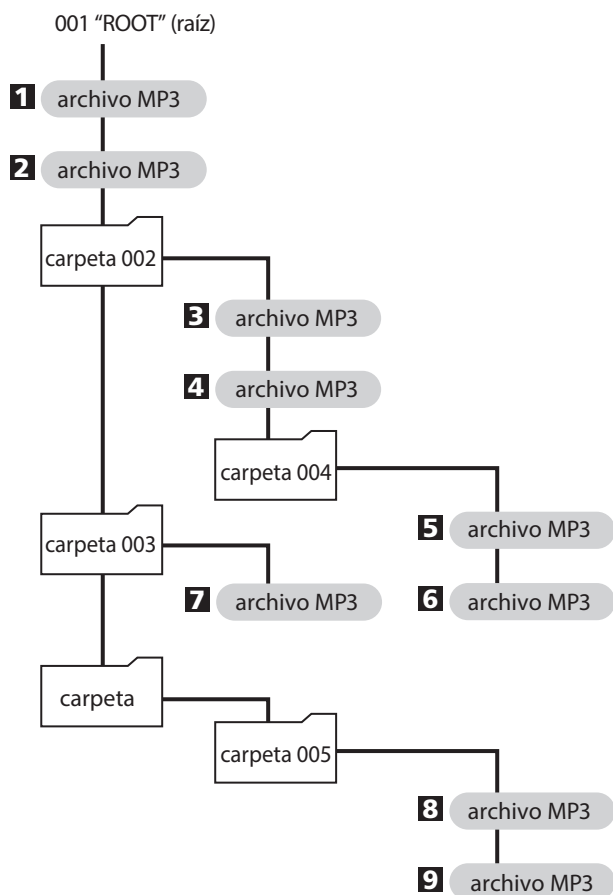 001 “ROOT” (raíz)
1 archivo MP3
2 archivo MP3
carpeta 002
3 archivo MP3
4 archivo MP3
carpeta 004
5 archivo MP3
carpeta 003
7 archivo MP3
6 archivo MP3
carpeta
carpeta 005
8 archivo MP3
9 archivo MP3